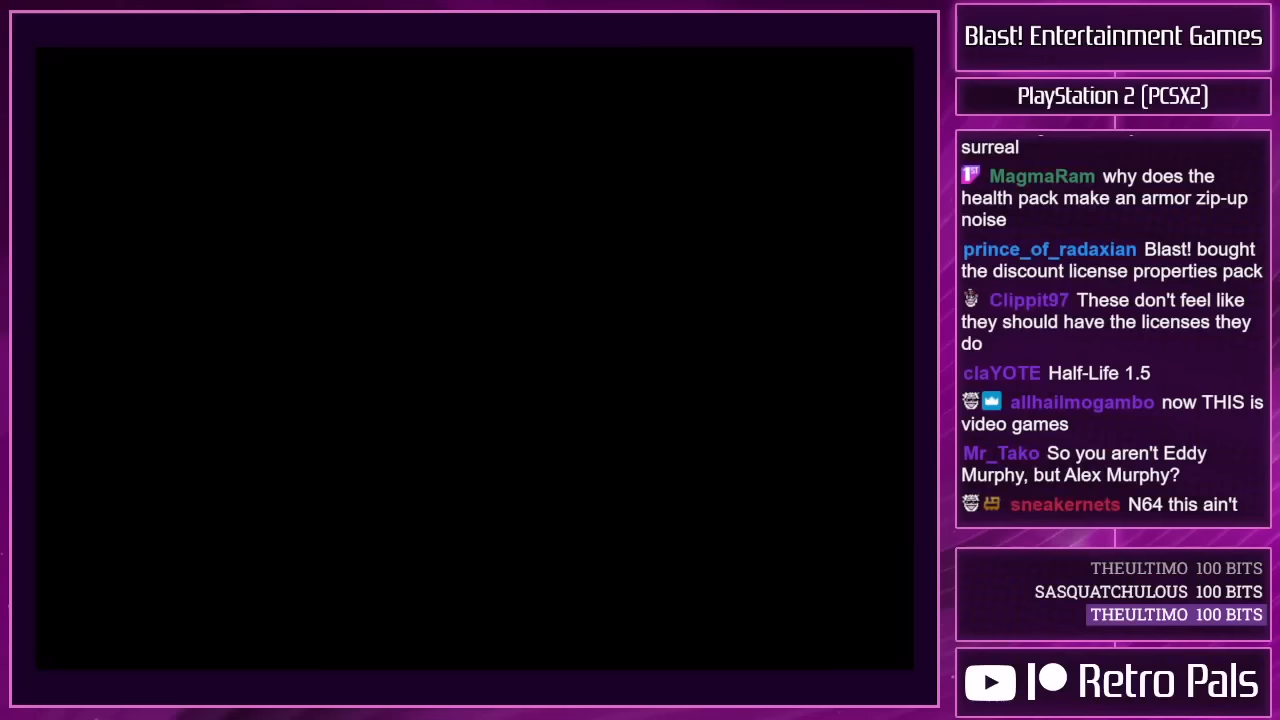 Blast! Entertainment Games
PlayStation 2 (PCSX2)
surreal
1ST MagmaRam why does the
health pack make an armor zip-up
noise
prince_of_radaxian Blast! bought
the discount license properties pack
Clippit97 These don't feel like
they should have the licenses they
do
claYOTE Half-Life 1.5
allhailmogambo now THIS is
video games
Mr_Tako So you aren't Eddy
Murphy, but Alex Murphy?
sneakernets N64 this ain't
THEULTIMO 100 BITS
SASQUATCHULOUS 100 BITS
THEULTIMO 100 BITS
Retro Pals